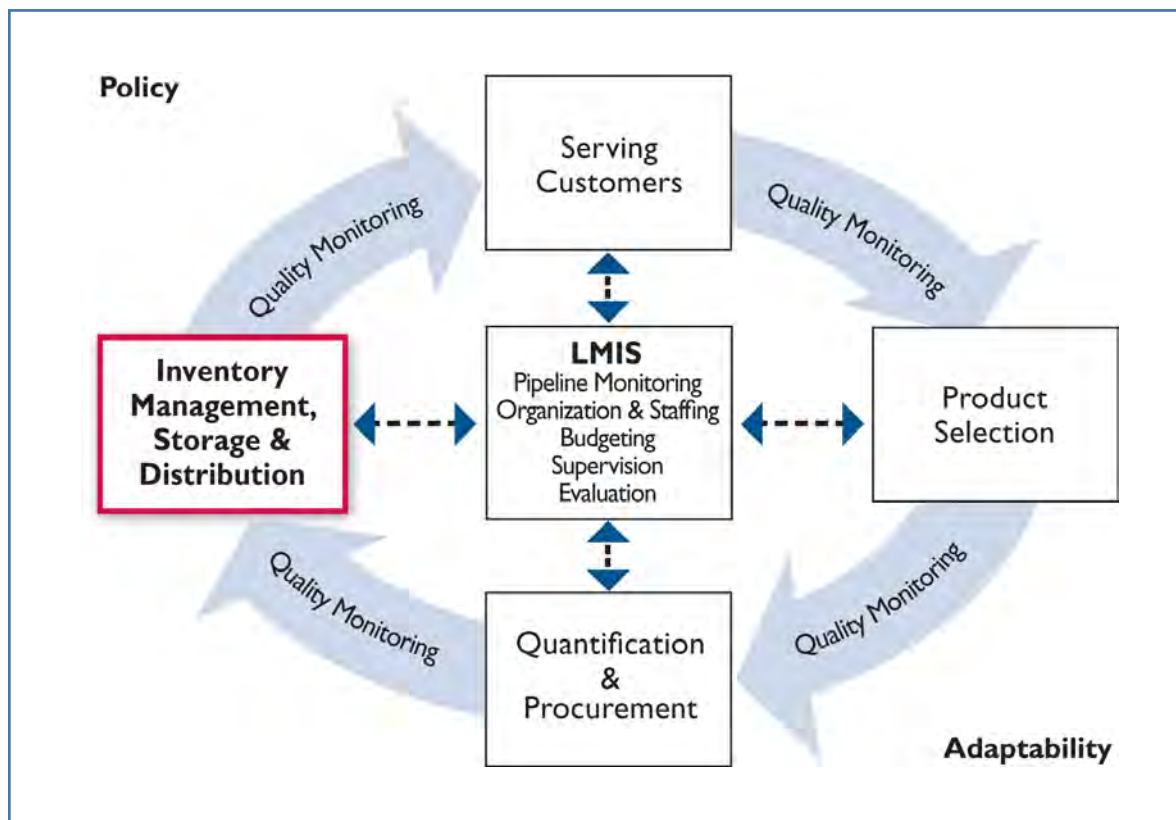 Policy
Serving
Customers
Quality Monitoring
Quality Monitoring
Inventory
Management,
Storage &
Distribution
LMIS
Pipeline Monitoring
Organization & Staffing
Budgeting
Supervision
Evaluation
Product
Selection
Quality Monitoring
Quality Monitoring
Quantification
&
Procurement
Adaptability